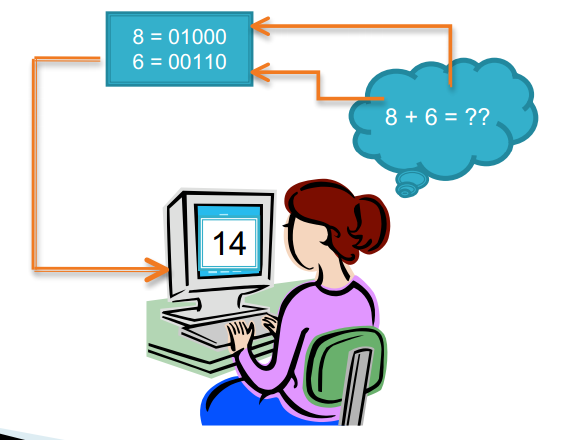 8 = 01000
6 = 00110
8 + 6 = ??
14